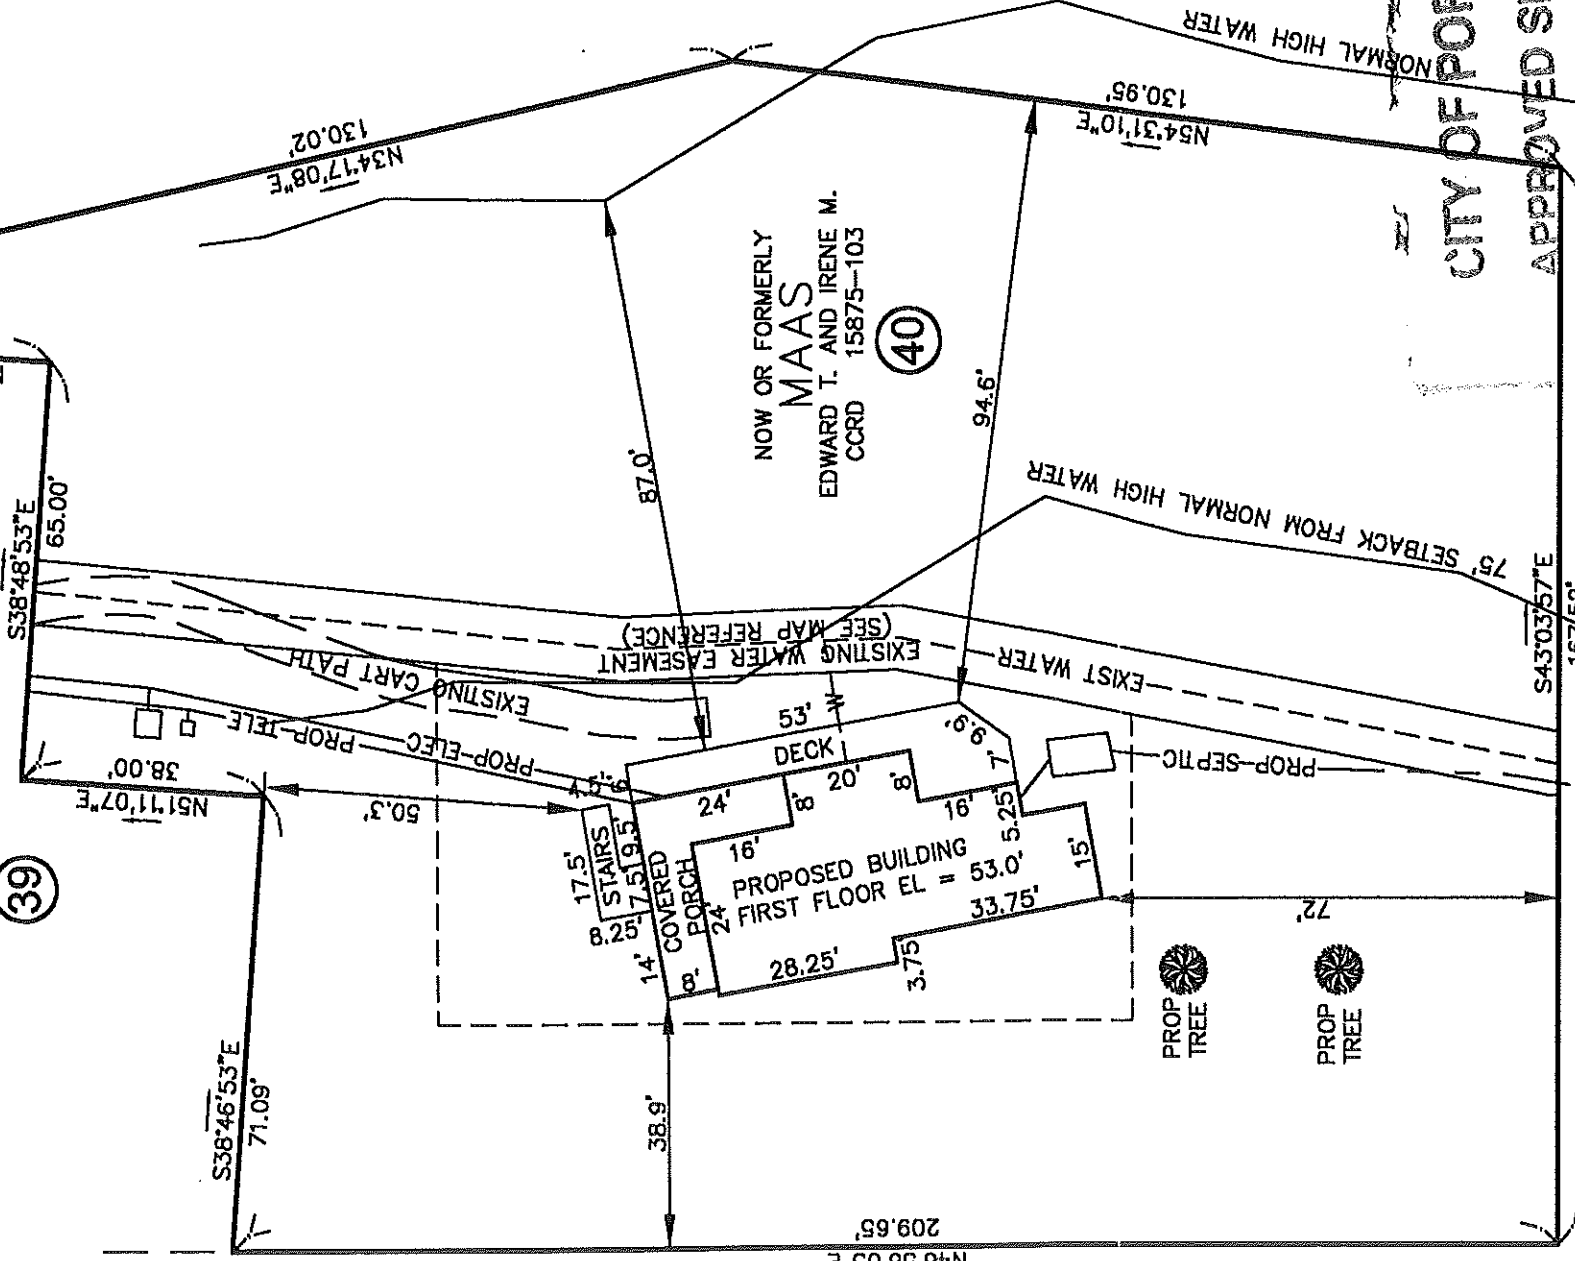 NORMAL HIGH WATER
CITY OF POR
APPROVED S
130.02'
N34°17'08"E
130.95'
N54°31'10"E
NOW OR FORMERLY
MAAS
EDWARD T. AND IRENE M.
CCRD 15875-103
40
S38°48'53"E
65.00'
87.0'
94.6'
75' SETBACK FROM NORMAL HIGH WATER
EXISTING WATER EASEMENT
(SEE MAP REFERENCE)
EXISTING CART PATH
EXIST WATER
S43°03'57"E
PROP-TELE
PROP-ELEC
PROP-SEPTIC
N51°11'07"E
38.00'
50.3'
39
53'
DECK
W
9.9'
7'
4.5'
6'
24'
8'
20'
8'
16'
5.25'
15'
17.5'
STAIRS
7.5'
9.5'
8.25'
14'
COVERED
PORCH
24'
16'
8'
PROPOSED BUILDING
FIRST FLOOR EL = 53.0'
28.25'
3.75'
33.75'
72'
PROP
TREE
PROP
TREE
38.9'
S38°46'53"E
71.09'
209.65'